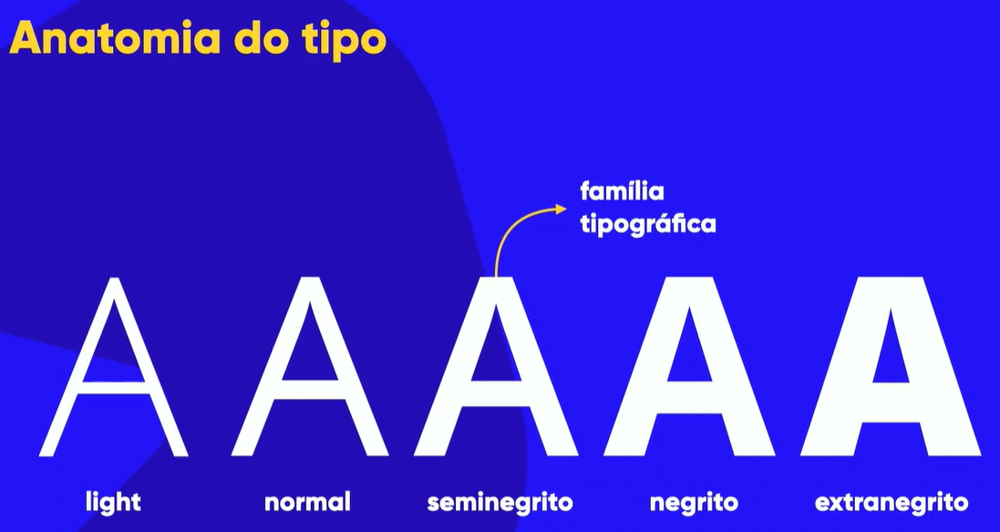 Anatomia do tipo
família
tipográfica
A A A A A
light normal seminegrito negrito extranegrito